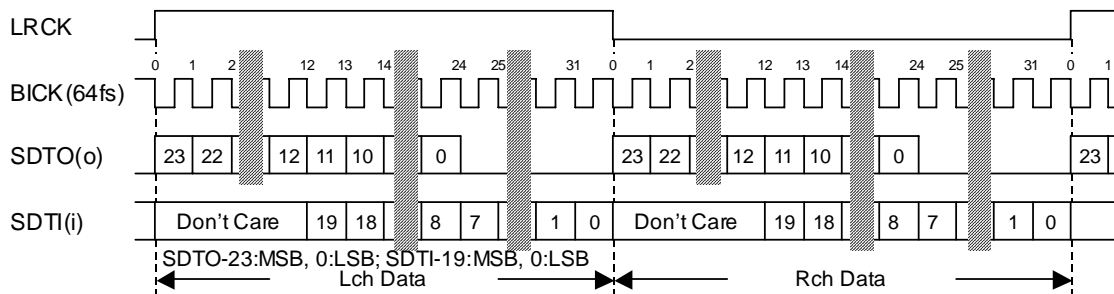 LRCK
0 1 2 12 13 14 24 25 31 0 1 2 12 13 14 24 25 31 0 1
BICK(64fs)
SDTO(o) 23 22 12 11 10 0 23 22 12 11 10 0 23
SDTI(i) Don't Care 19 18 8 7 1 0 Don't Care 19 18 8 7 1 0
SDTO-23:MSB, 0:LSB; SDTI-19:MSB, 0:LSB
Lch Data Rch Data